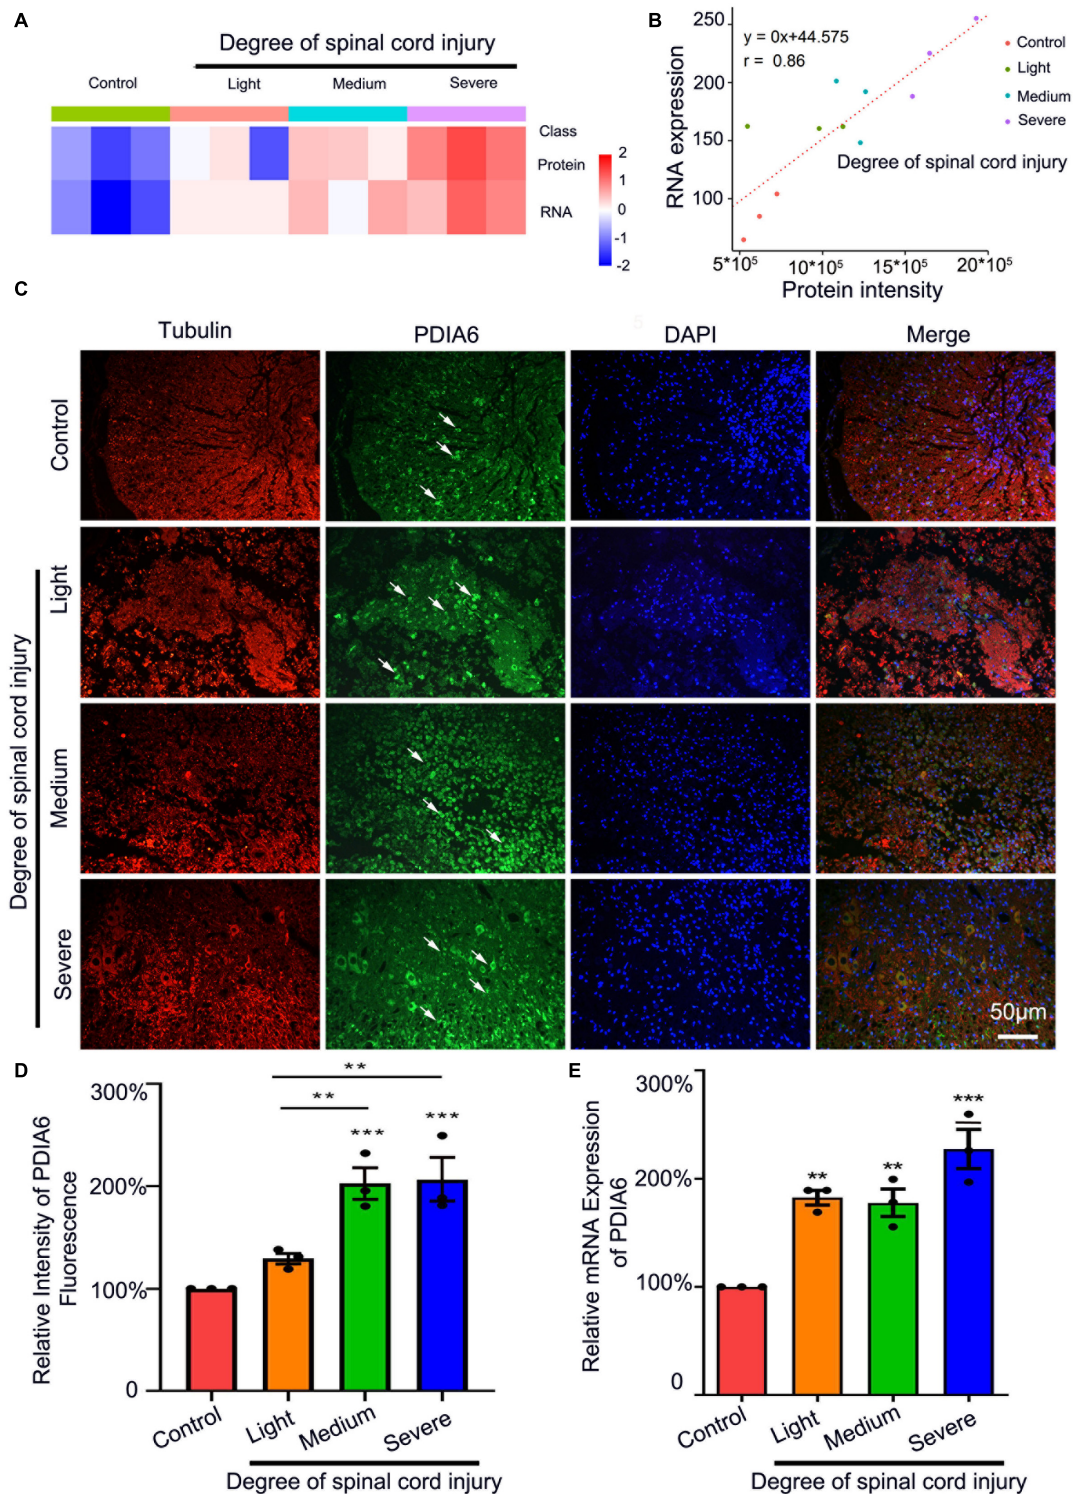 A
Degree of spinal cord injury
Control
Light
Medium
Severe
Class
Protein
RNA
2
1
0
-1
-2
B
y = 0x+44.575
r = 0.86
250
200
150
100
RNA expression
5*10⁵
10*10⁵
15*10⁵
20*10⁵
Protein intensity
Control
Light
Medium
Severe
Degree of spinal cord injury
C
Tubulin
PDIA6
DAPI
Merge
5
Control
Light
Medium
Severe
Degree of spinal cord injury
50μm
D
300%
200%
100%
0
Relative Intensity of PDIA6
Fluorescence
**
**
***
***
Control
Light
Medium
Severe
Degree of spinal cord injury
E
300%
200%
100%
0
Relative mRNA Expression
of PDIA6
**
**
***
Control
Light
Medium
Severe
Degree of spinal cord injury